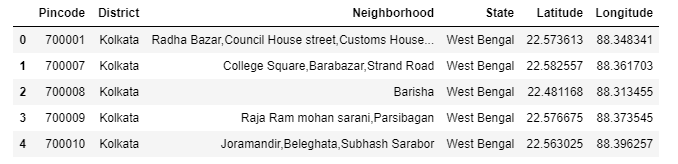 Pincode District Neighborhood State Latitude Longitude
0 700001 Kolkata Radha Bazar,Council House street,Customs House... West Bengal 22.573613 88.348341
1 700007 Kolkata College Square,Barabazar,Strand Road West Bengal 22.582557 88.361703
2 700008 Kolkata Barisha West Bengal 22.481168 88.313455
3 700009 Kolkata Raja Ram mohan sarani,Parsibagan West Bengal 22.576675 88.373545
4 700010 Kolkata Joramandir,Beleghata,Subhash Sarabor West Bengal 22.563025 88.396257